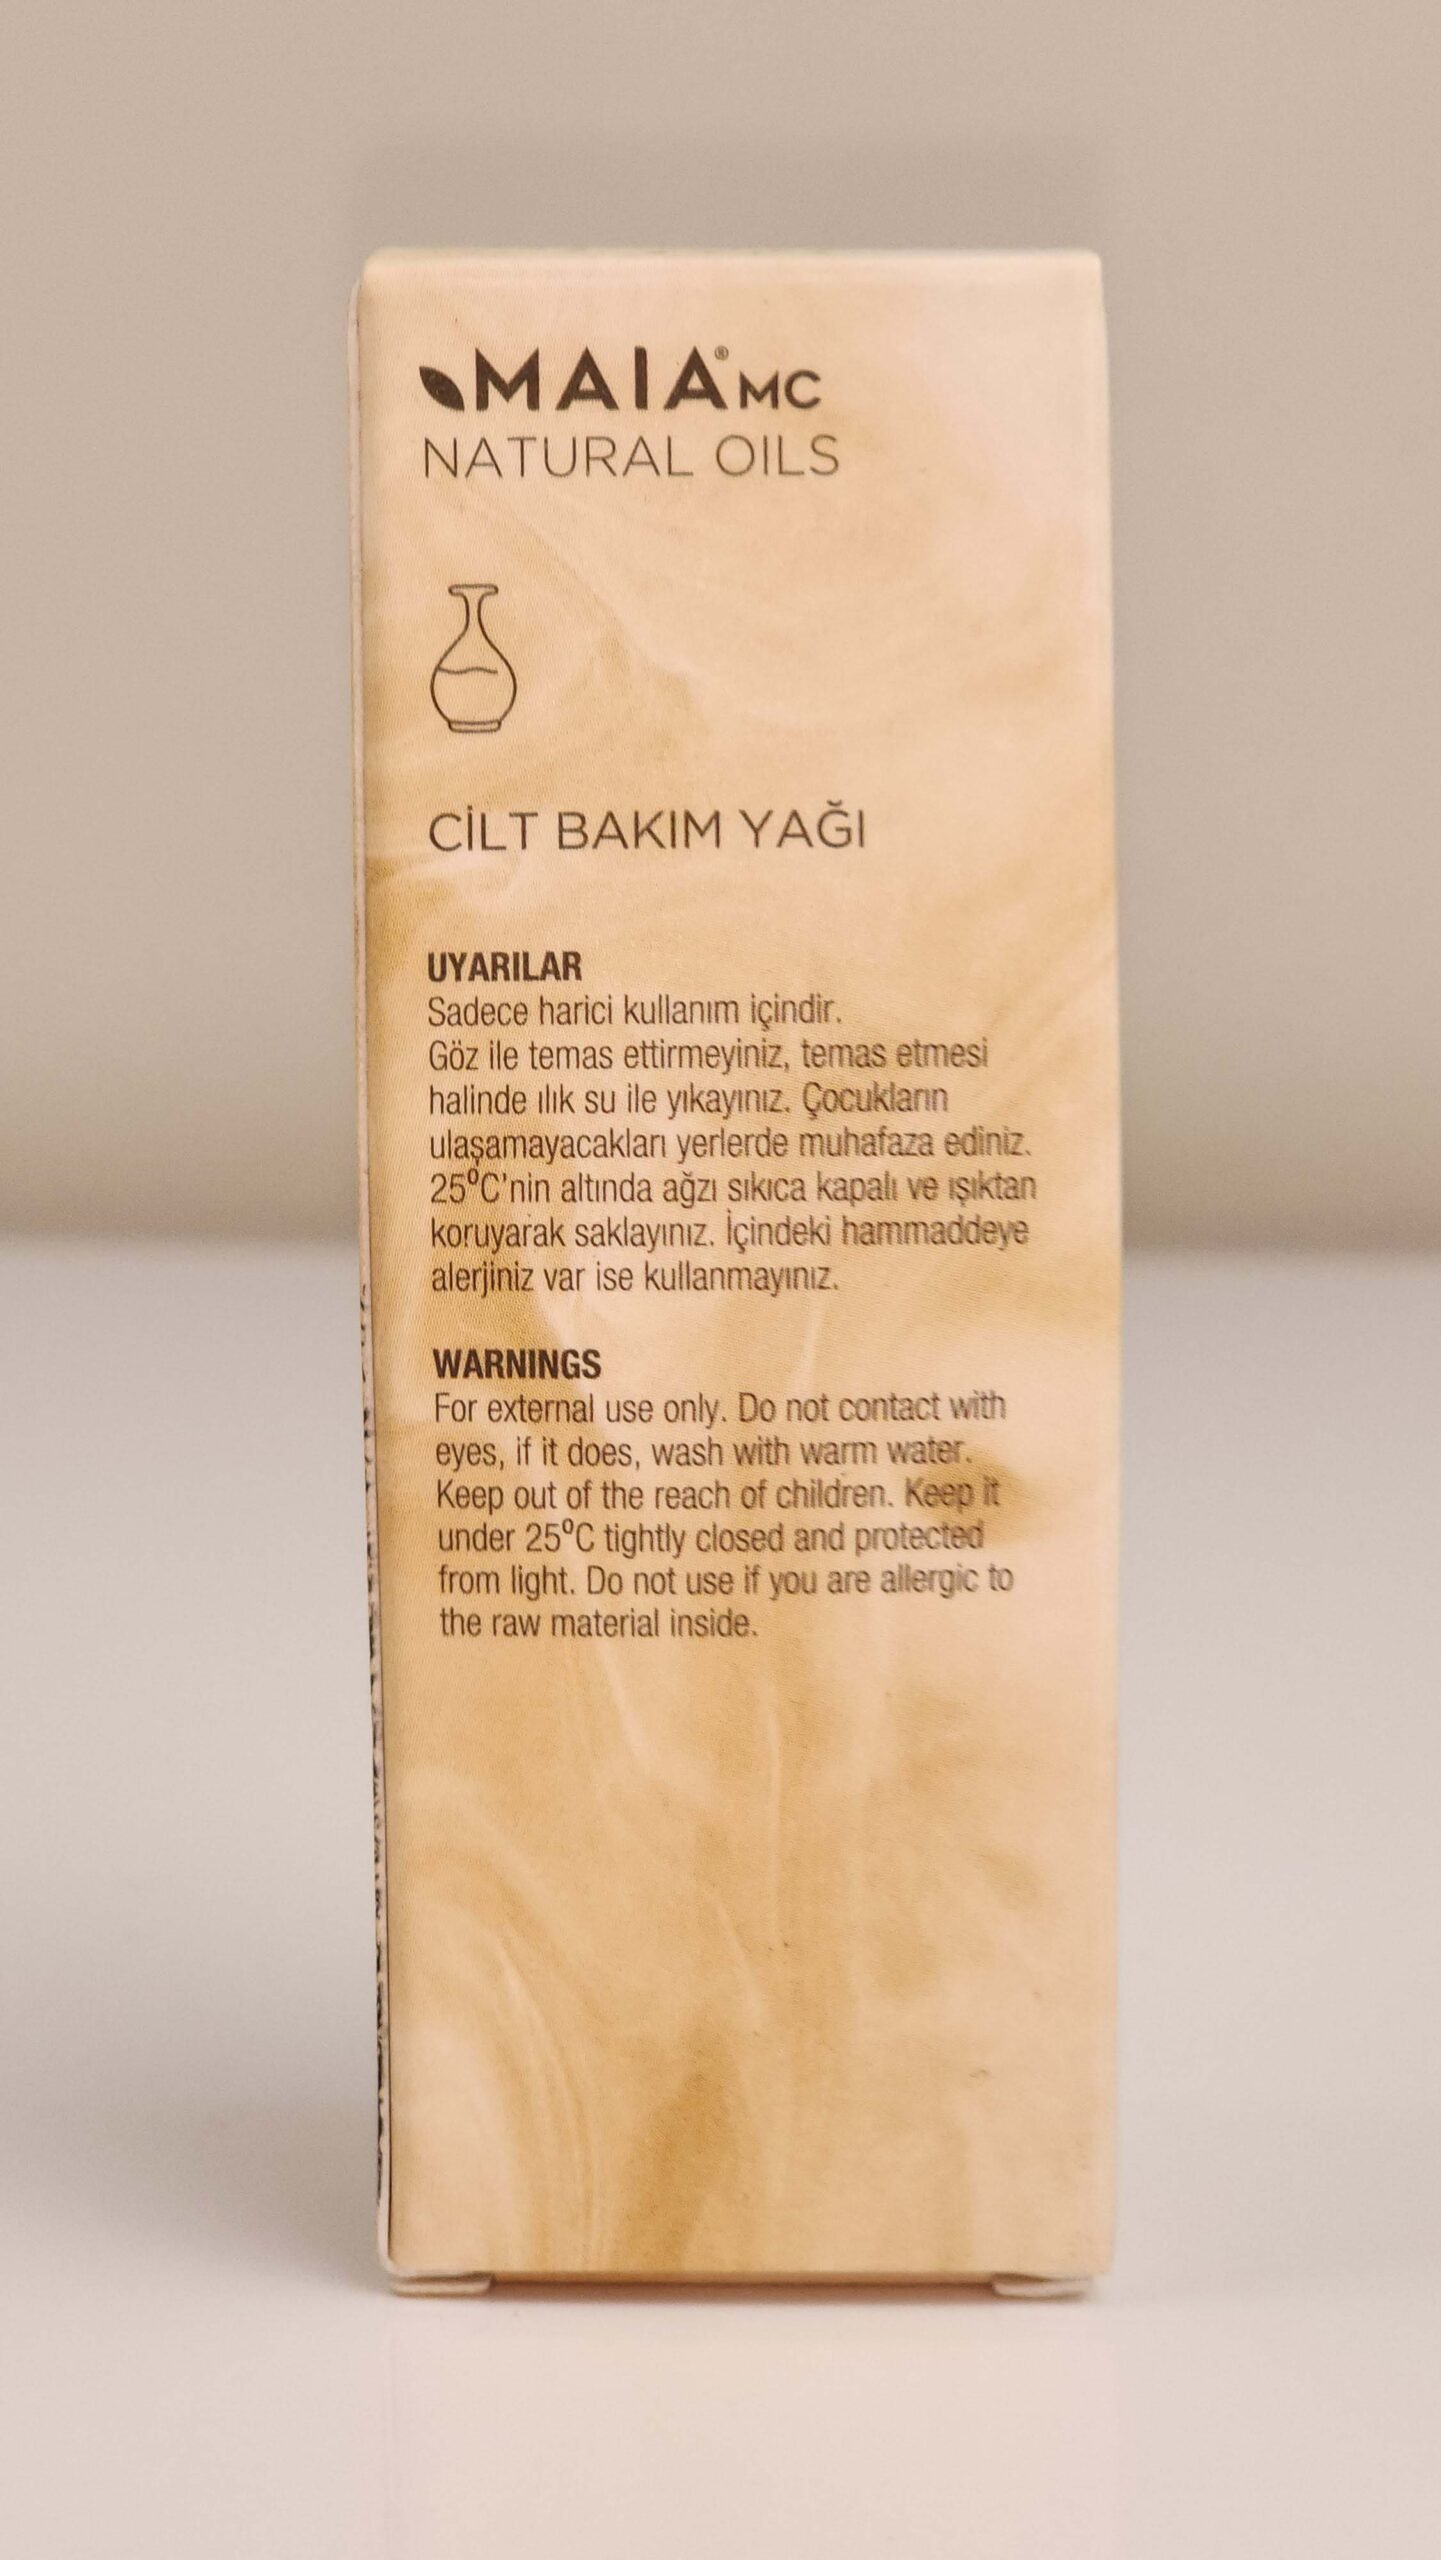 MAIA® MC
NATURAL OILS
CİLT BAKIM YAĞI
UYARILAR
Sadece harici kullanım içindir.
Göz ile temas ettirmeyiniz, temas etmesi
halinde ılık su ile yıkayınız. Çocukların
ulaşamayacakları yerlerde muhafaza ediniz.
25ºC'nin altında ağzı sıkıca kapalı ve ışıktan
koruyarak saklayınız. İçindeki hammaddeye
alerjiniz var ise kullanmayınız.
WARNINGS
For external use only. Do not contact with
eyes, if it does, wash with warm water.
Keep out of the reach of children. Keep it
under 25ºC tightly closed and protected
from light. Do not use if you are allergic to
the raw material inside.